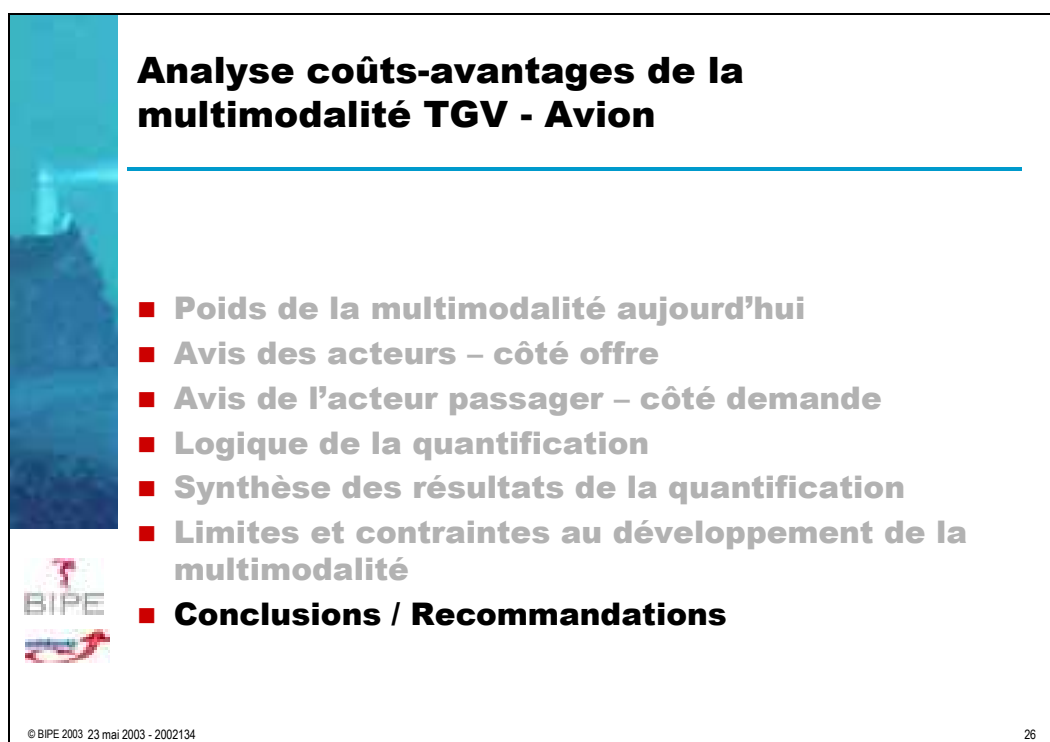 Analyse coûts-avantages de la
multimodalité TGV - Avion
Poids de la multimodalité aujourd’hui
Avis des acteurs – côté offre
Avis de l’acteur passager – côté demande
Logique de la quantification
Synthèse des résultats de la quantification
Limites et contraintes au développement de la
multimodalité
Conclusions / Recommandations
BIPE
© BIPE 2003 23 mai 2003 - 2002134
26